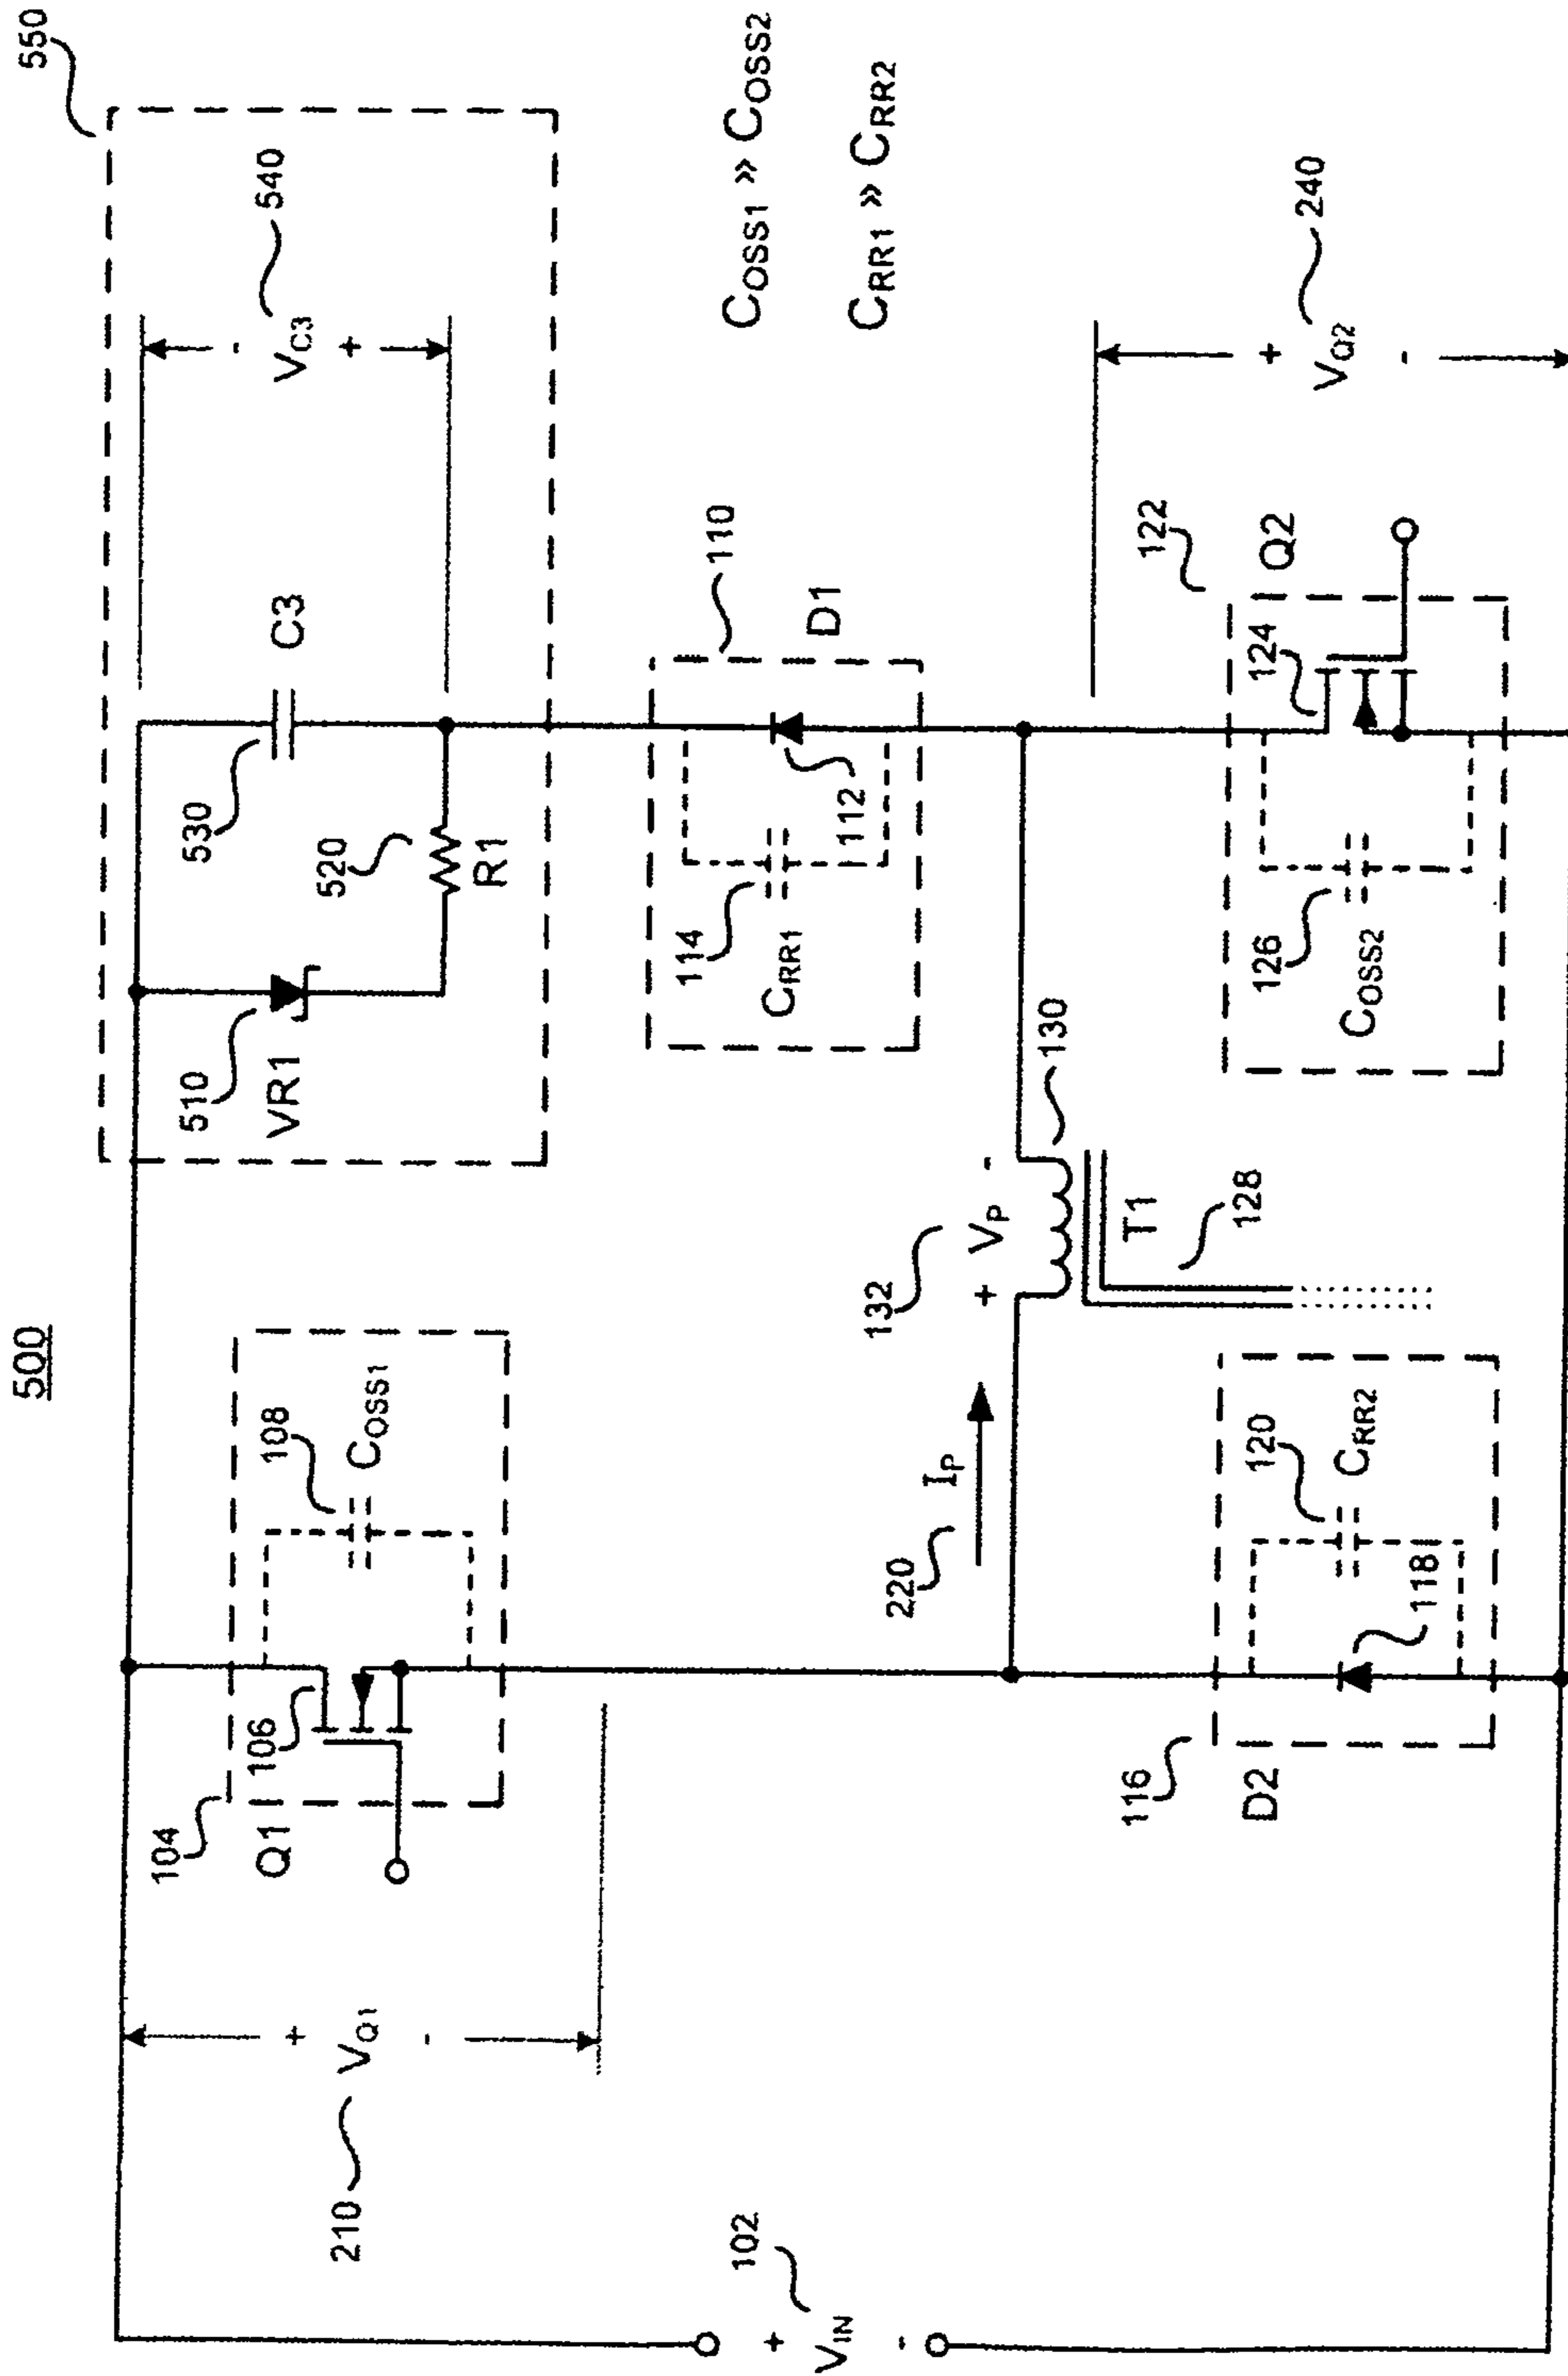 500
550
540
- VC3 +
C3
530
510
VR1
520
R1
108
COSS1
106
104
Q1
+ VQ1 -
210
110
D1
112
114
CRR1
COSS1 » COSS2
CRR1 » CRR2
102
+ VIN -
220
IP
132
+ VP -
130
T1
128
120
CRR2
118
116
D2
122
Q2
124
126
COSS2
240
+ VQ2 -